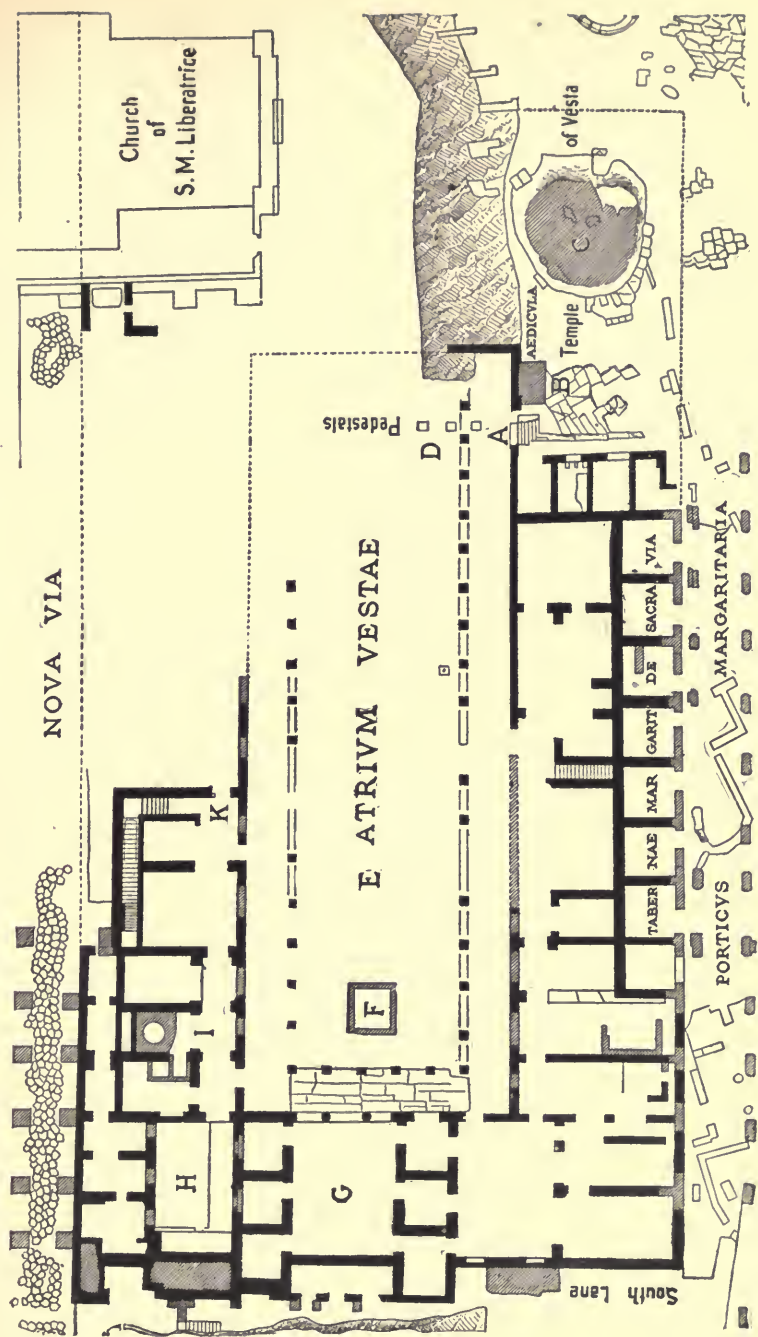 Church
of
S.M. Liberatrice
NOVA VIA
of Vesta
C
Temple
AEDICVLA
B
Pedestals
D
A
E ATRIVM VESTAE
K
I
F
H
G
TABER NAE MAR GARIT DE SACRA VIA
PORTICVS MARGARITARIA
South Lane